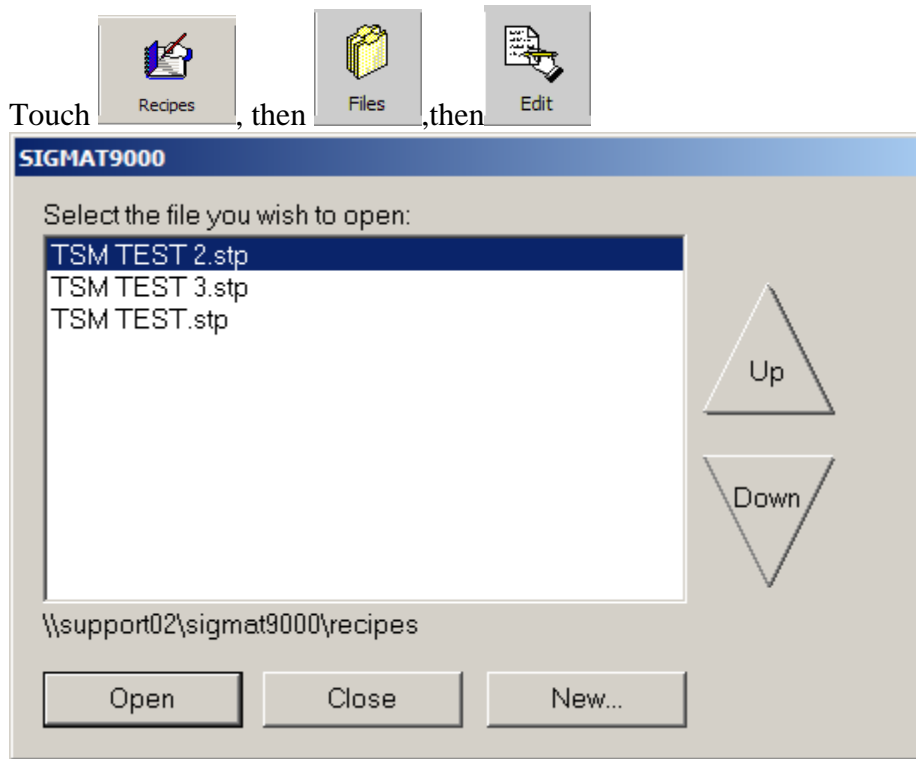 Touch Recipes , then Files ,then Edit
SIGMAT9000
Select the file you wish to open:
TSM TEST 2.stp
TSM TEST 3.stp
TSM TEST.stp
Up
Down
\\support02\sigmat9000\recipes
Open Close New...